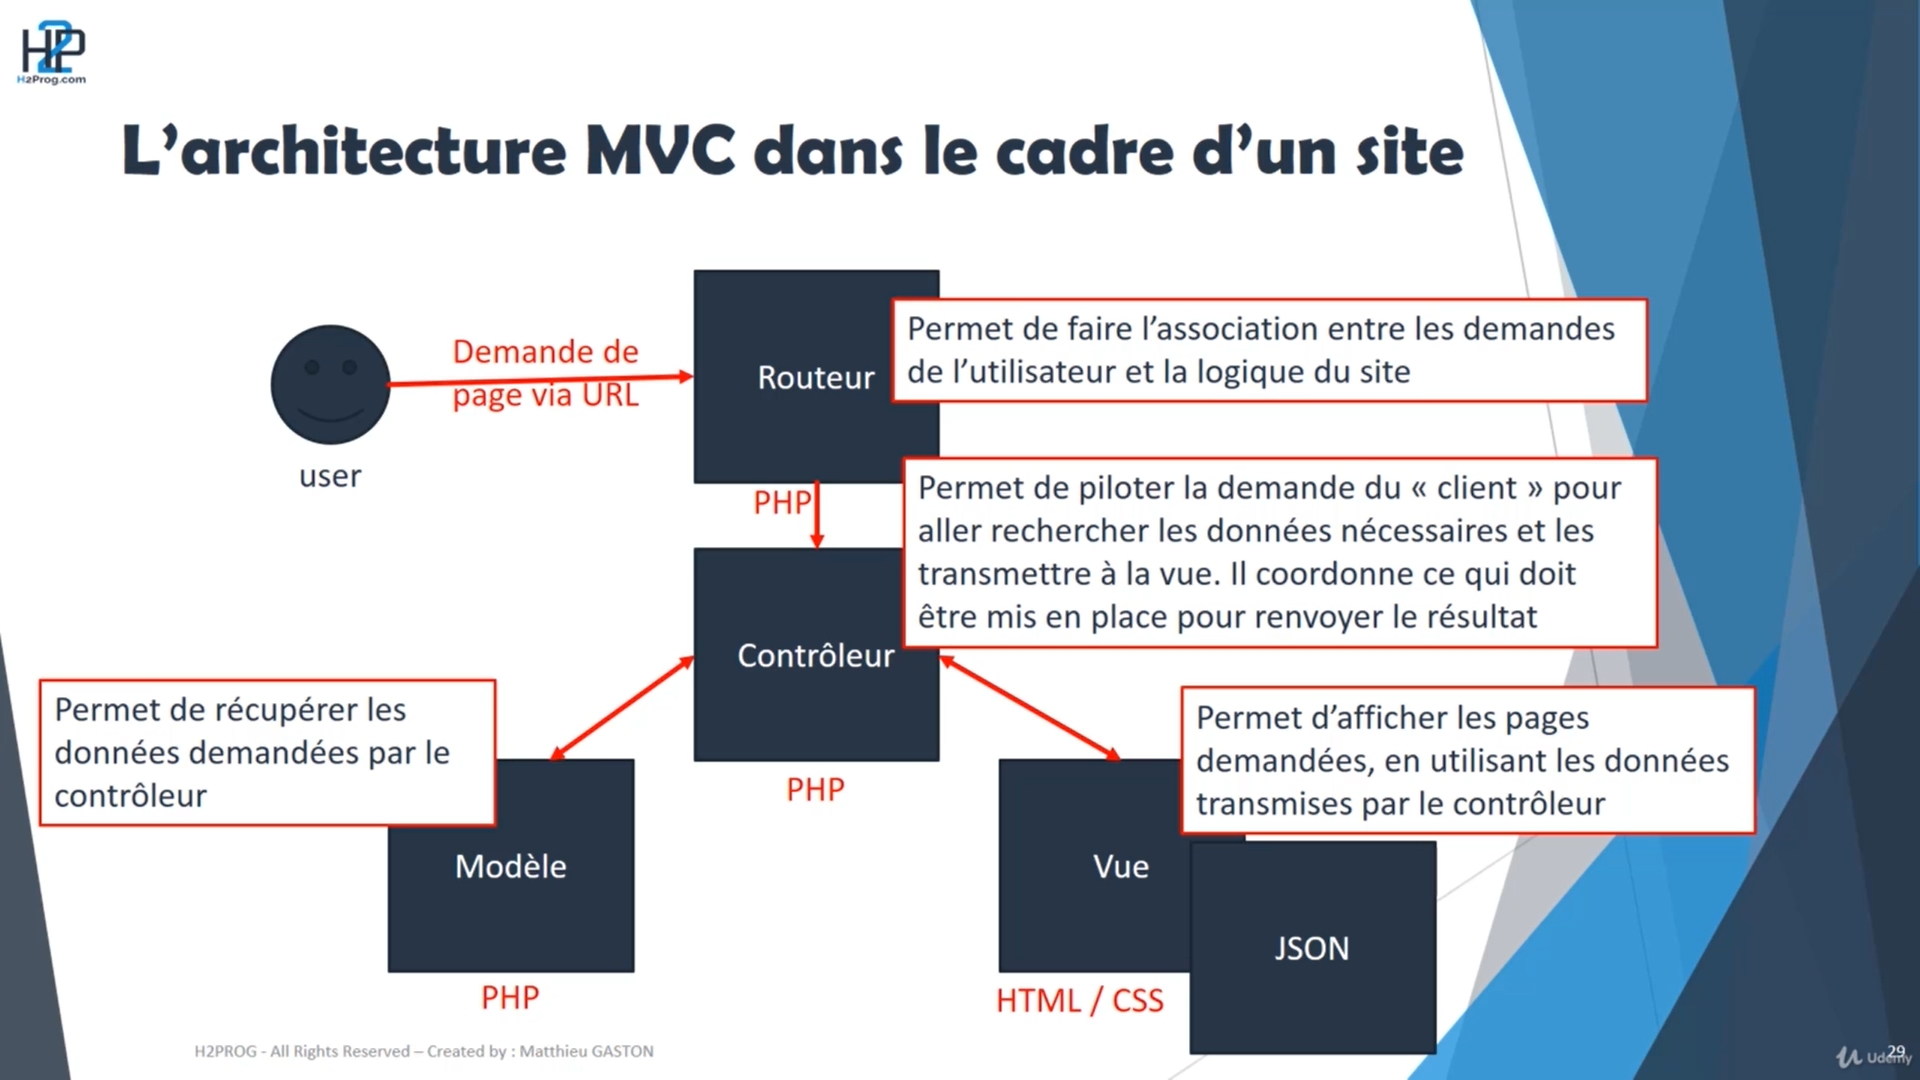 H2P
H2Prog.com
L’architecture MVC dans le cadre d’un site
Demande de
page via URL
user
Routeur
Permet de faire l’association entre les demandes
de l’utilisateur et la logique du site
PHP
Permet de piloter la demande du « client » pour
aller rechercher les données nécessaires et les
transmettre à la vue. Il coordonne ce qui doit
être mis en place pour renvoyer le résultat
Contrôleur
PHP
Permet de récupérer les
données demandées par le
contrôleur
Modèle
PHP
Permet d’afficher les pages
demandées, en utilisant les données
transmises par le contrôleur
Vue
JSON
HTML / CSS
H2PROG - All Rights Reserved – Created by : Matthieu GASTON
29
Udemy